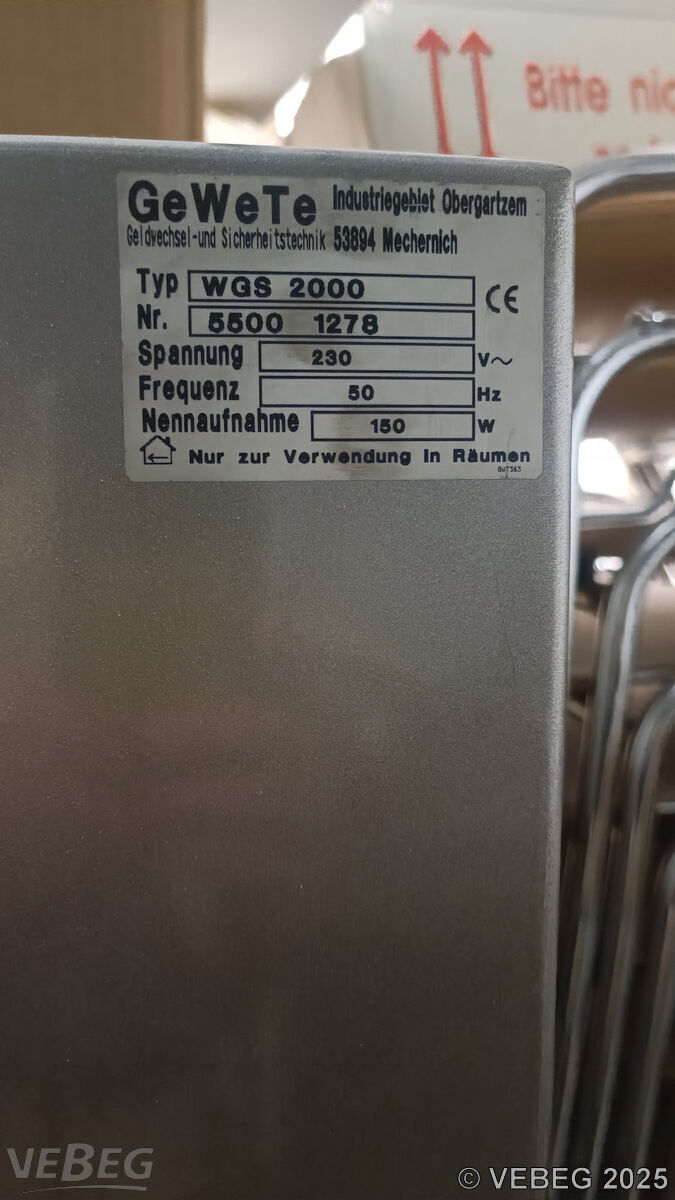 Bitte
GeWeTe Industriegebiet Obergartzem
Geldwechsel-und Sicherheitstechnik 53894 Mechernich
Typ WGS 2000
CE
Nr. 5500 1278
Spannung 230 V~
Frequenz 50 Hz
Nennaufnahme 150 W
Nur zur Verwendung in Räumen
GWT363
VEBEG
© VEBEG 2025